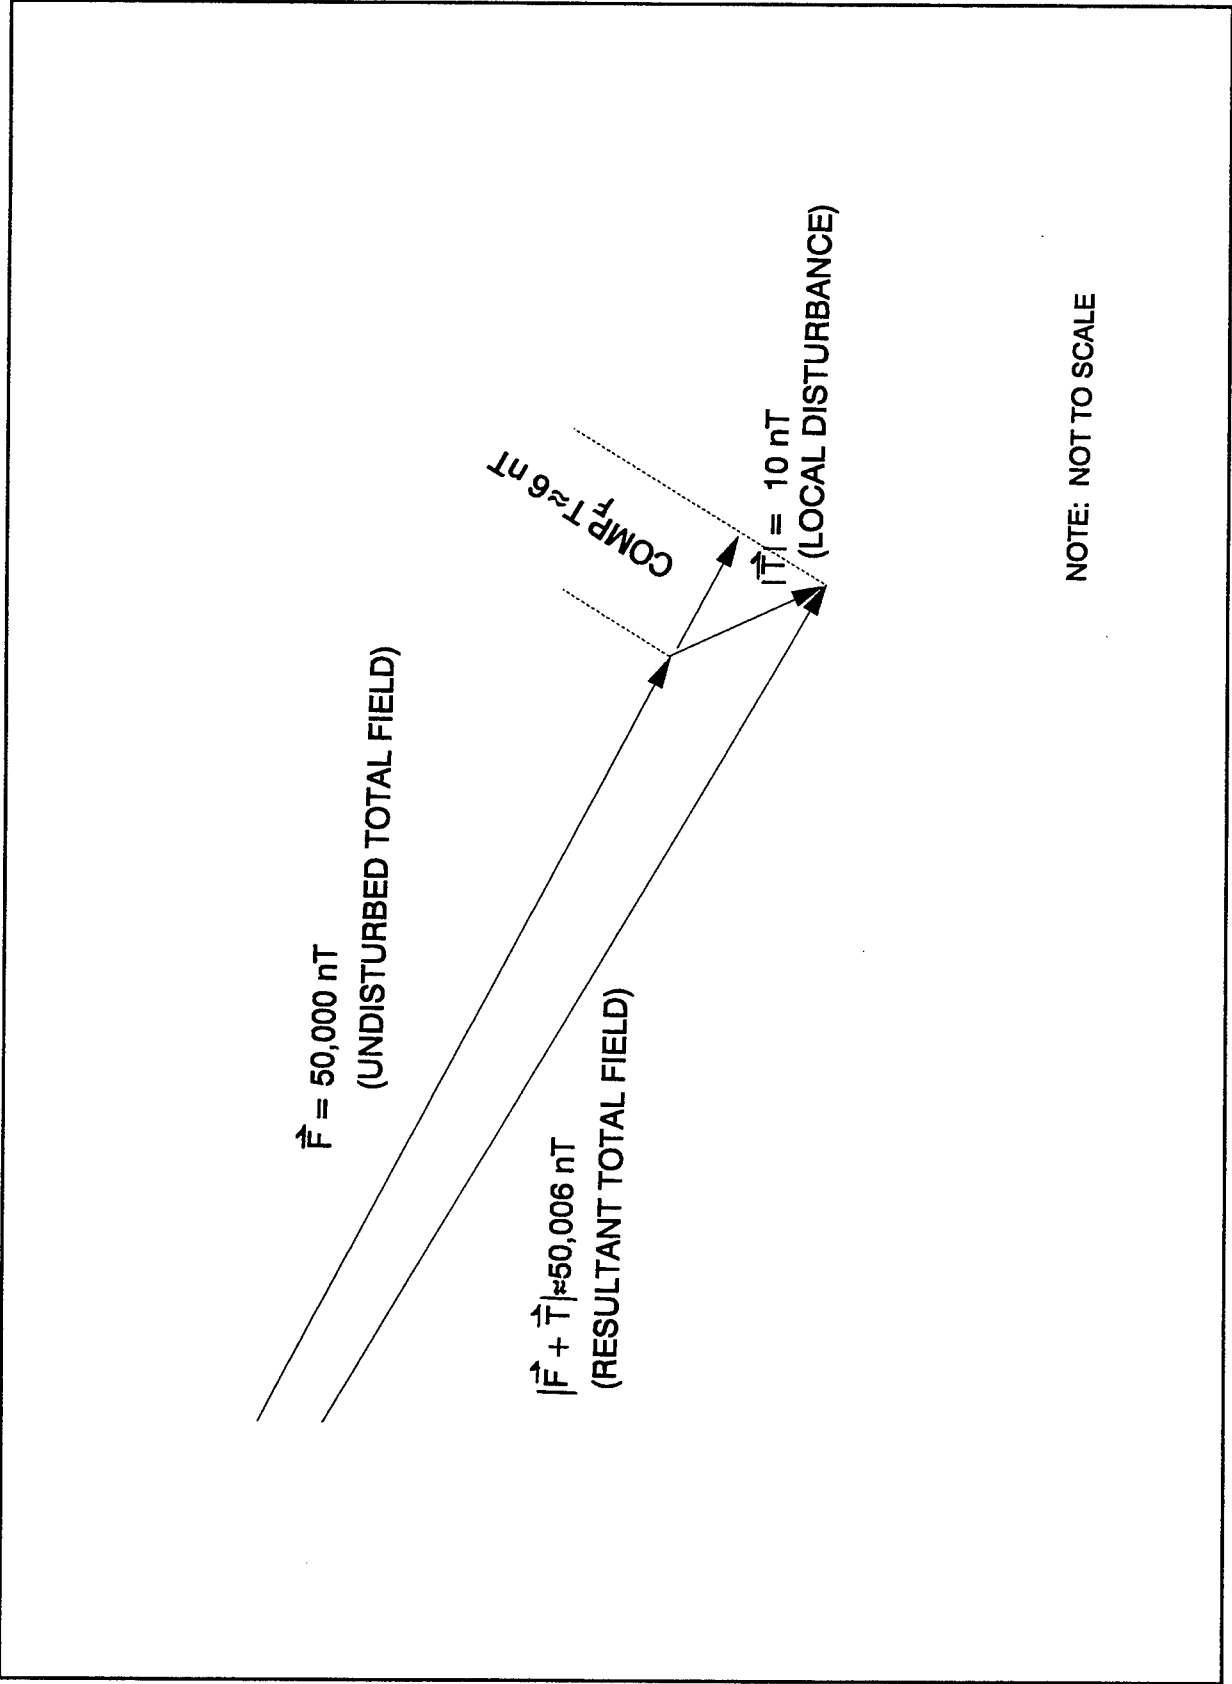 F⃗ = 50,000 nT
(UNDISTURBED TOTAL FIELD)
COMP_F T≈6 nT
|T⃗| = 10 nT
(LOCAL DISTURBANCE)
|F⃗ + T⃗|≈50,006 nT
(RESULTANT TOTAL FIELD)
NOTE: NOT TO SCALE